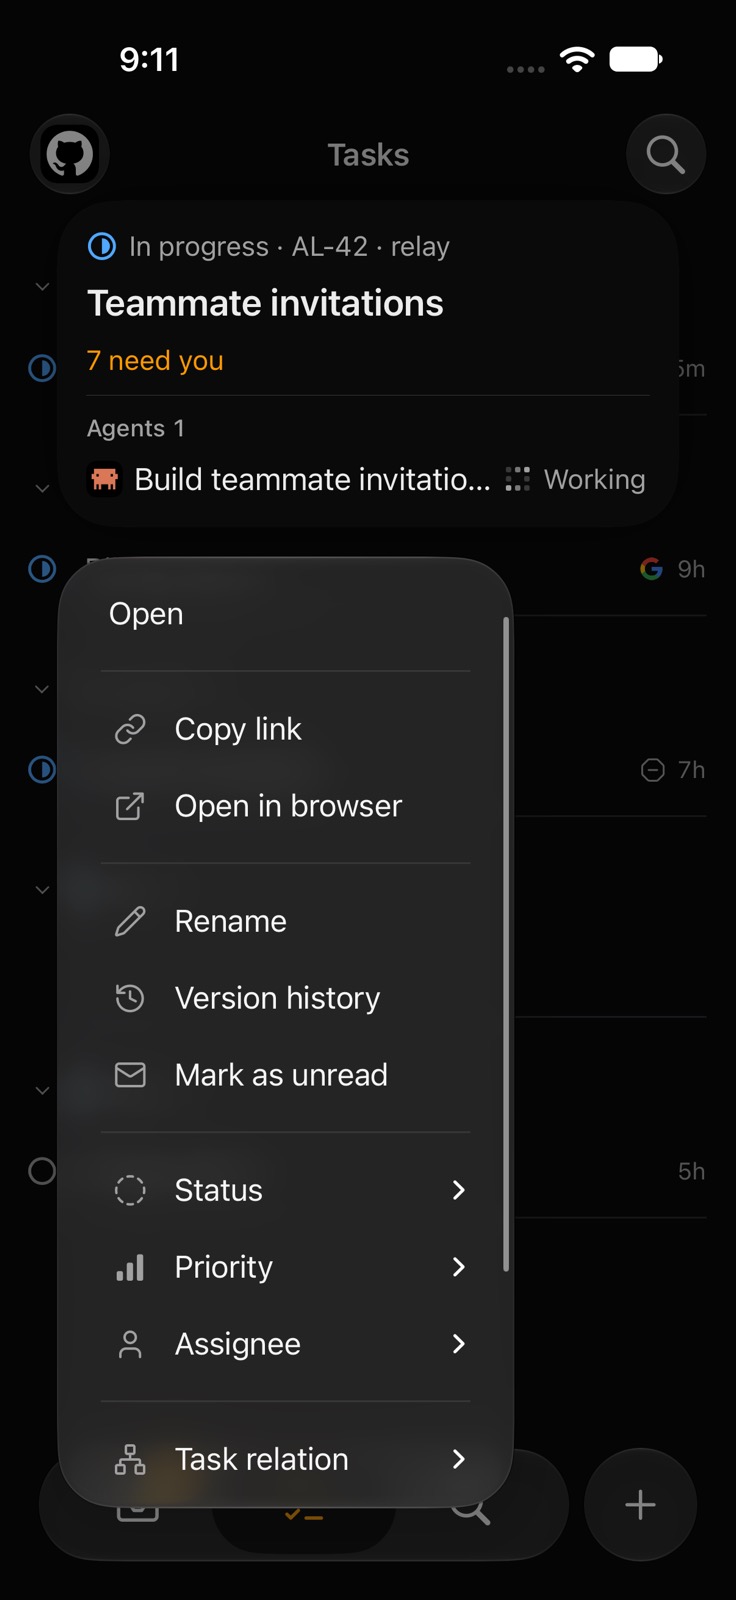 9:11
Tasks
In progress · AL-42 · relay
Teammate invitations
7 need you
5m
Agents 1
Build teammate invitatio... Working
9h
Open
Copy link
7h
Open in browser
Rename
Version history
Mark as unread
Status
5h
Priority
Assignee
Task relation